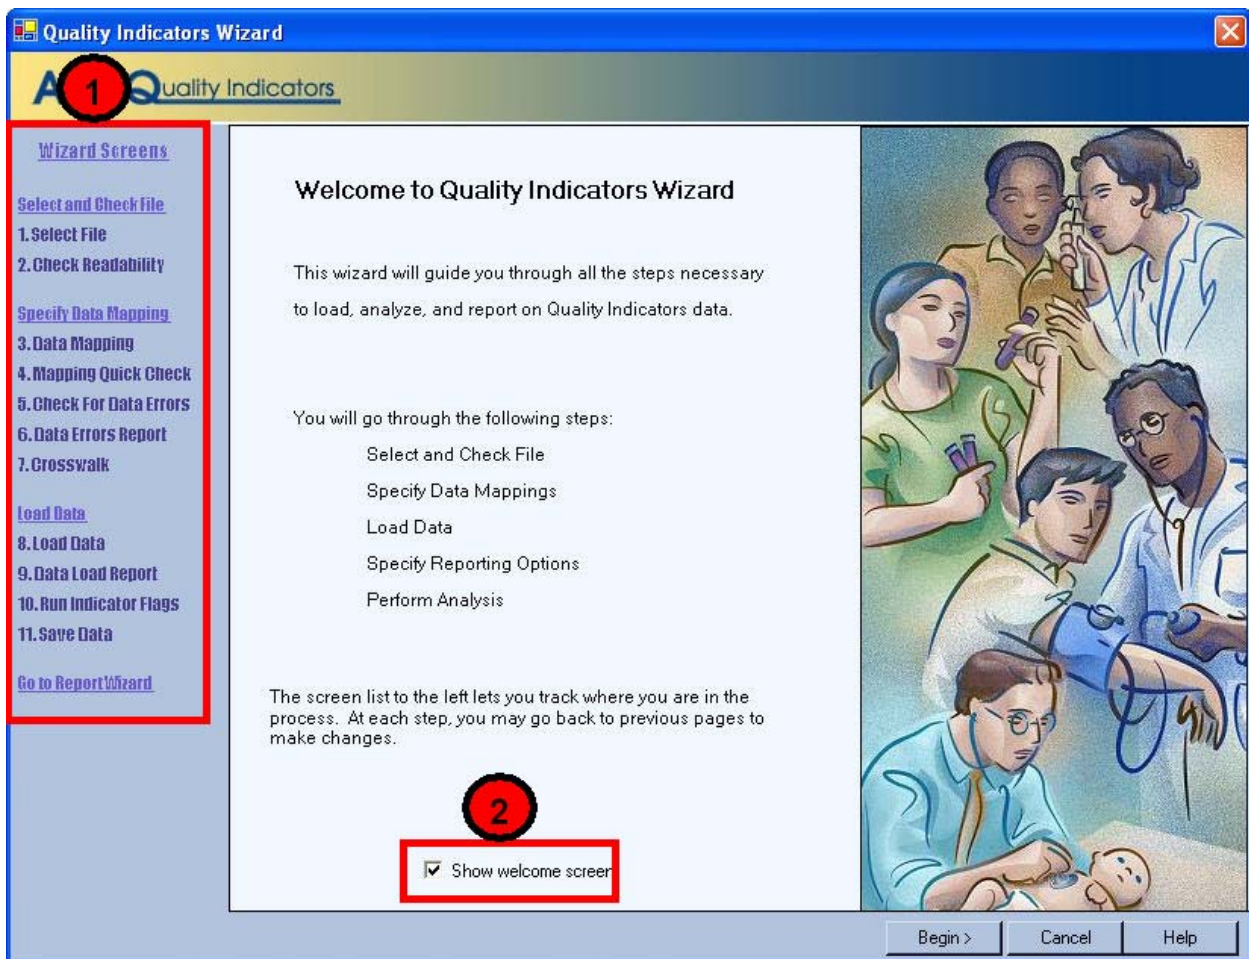 Quality Indicators Wizard
Quality Indicators
1
Wizard Screens
Select and Check File
1.Select File
2.Check Readability
Specify Data Mapping
3.Data Mapping
4.Mapping Quick Check
5.Check For Data Errors
6.Data Errors Report
7.Crosswalk
Load Data
8.Load Data
9.Data Load Report
10.Run Indicator Flags
11.Save Data
Go to Report Wizard
Welcome to Quality Indicators Wizard
This wizard will guide you through all the steps necessary
to load, analyze, and report on Quality Indicators data.
You will go through the following steps:
Select and Check File
Specify Data Mappings
Load Data
Specify Reporting Options
Perform Analysis
The screen list to the left lets you track where you are in the
process. At each step, you may go back to previous pages to
make changes.
2
Show welcome screen
Begin >
Cancel
Help